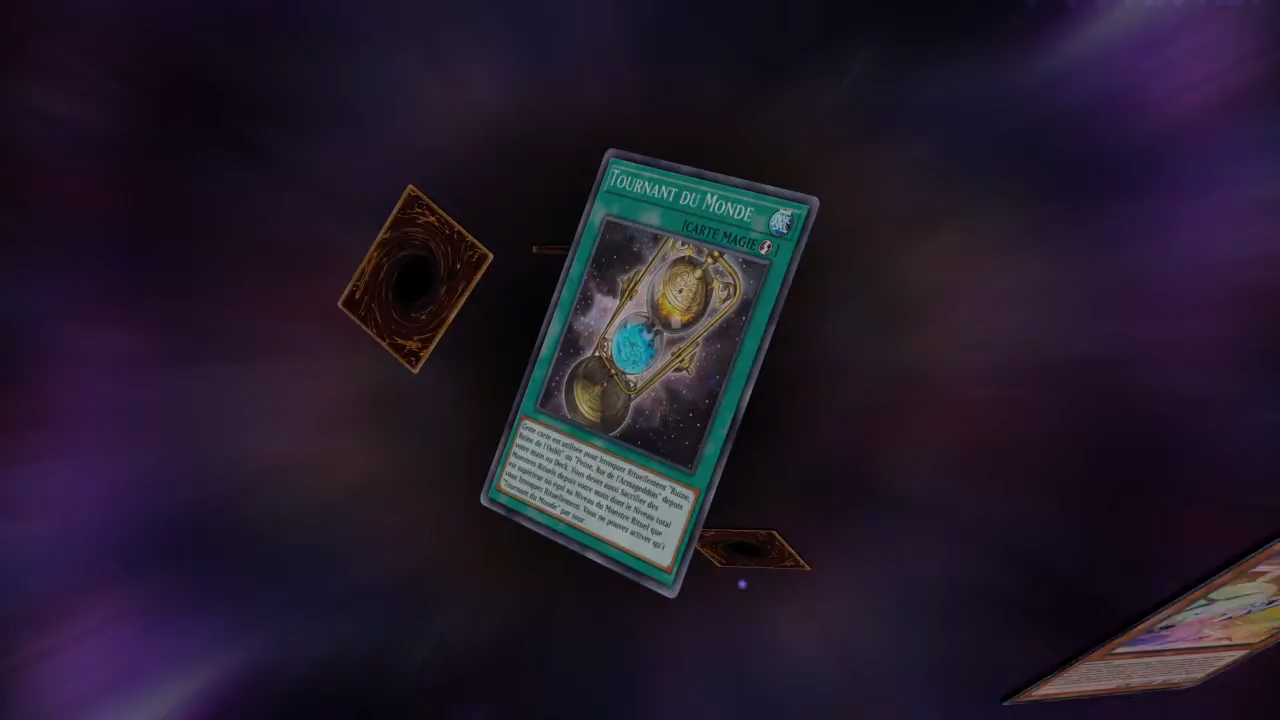 TOURNANT DU MONDE
[CARTE MAGIE ]
Cette carte est utilisée pour Invoquer Rituellement "Ruine,
Reine de l'Oubli" ou "Peine, Roi de l'Armageddon" depuis
votre main ou Deck. Vous devez aussi Sacrifier des
monstres Rituels depuis votre main dont le Niveau total
est supérieur ou égal au Niveau du Monstre Rituel que
vous Invoquez Rituellement. Vous ne pouvez activer qu'1
"Tournant du Monde" par tour.